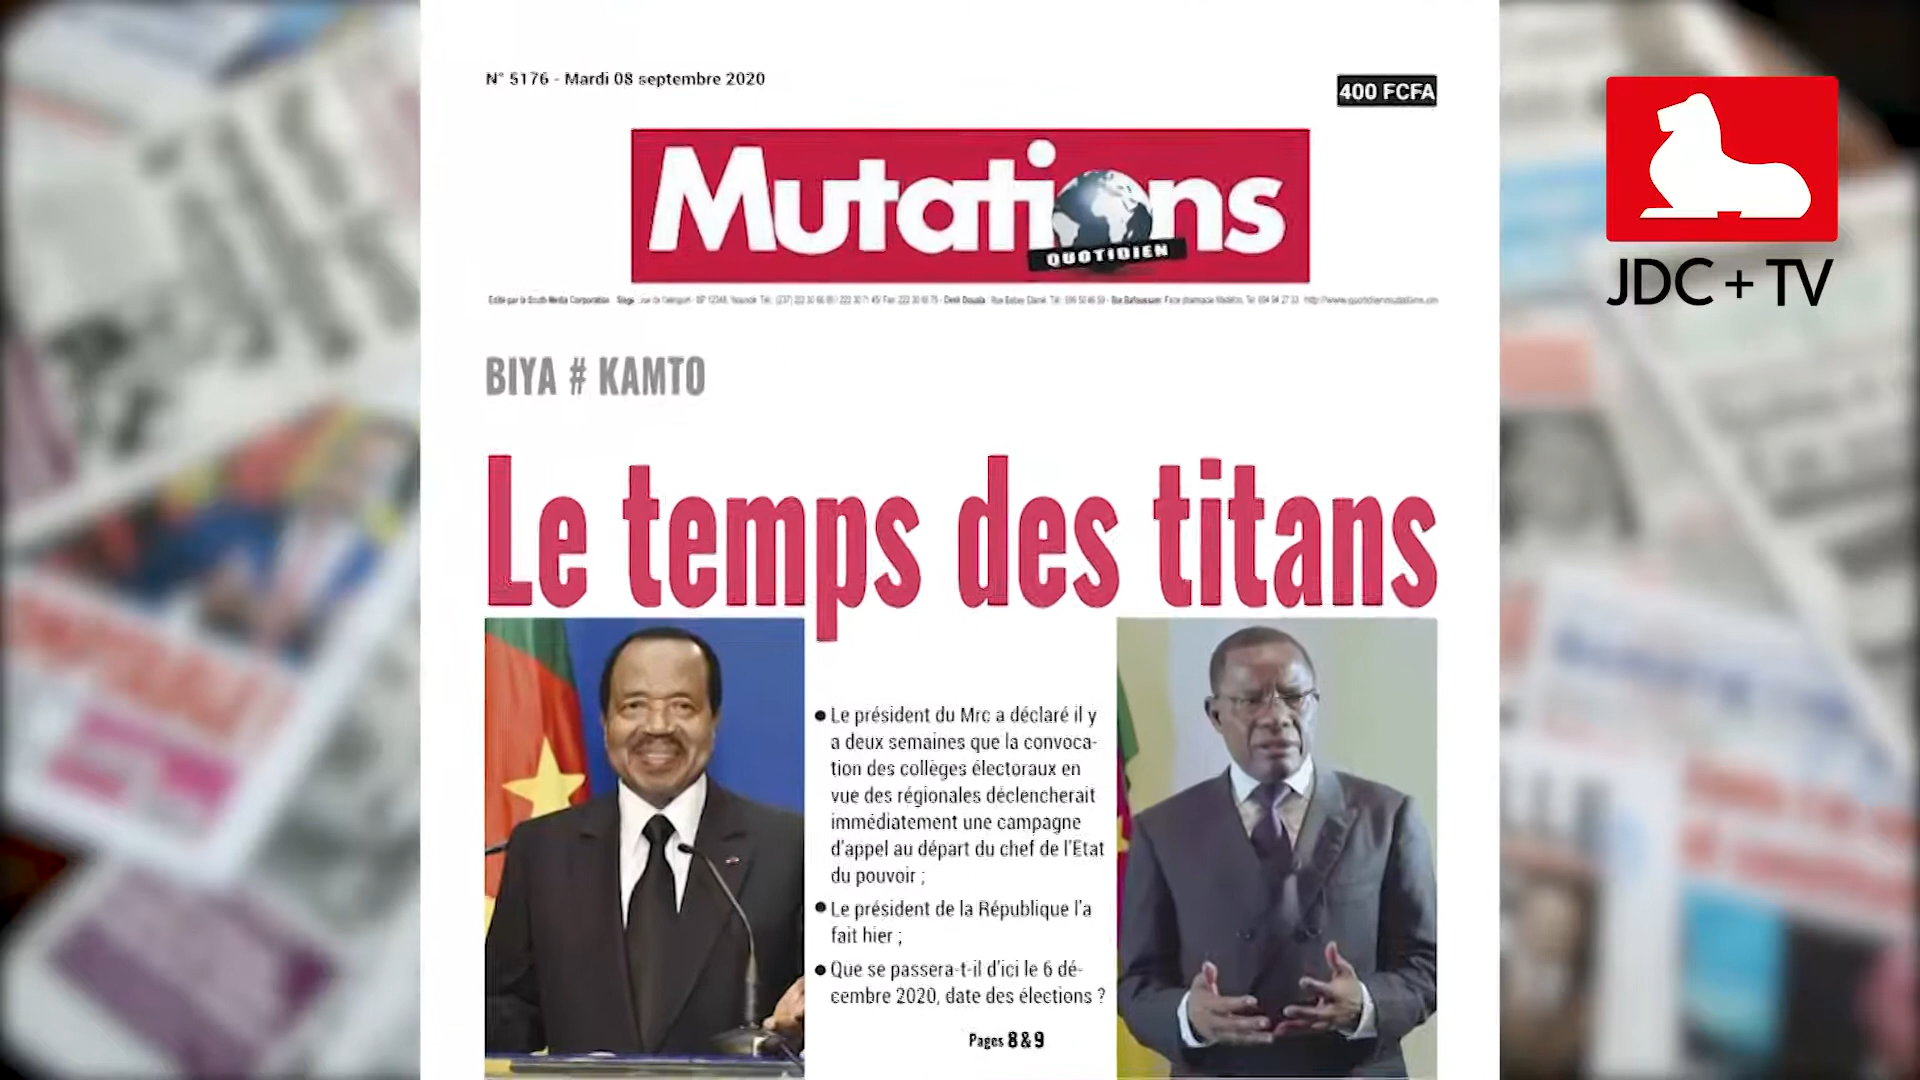 N° 5176 - Mardi 08 septembre 2020
400 FCFA
Mutations
QUOTIDIEN
JDC + TV
BIYA # KAMTO
Le temps des titans
● Le président du Mrc a déclaré il y
a deux semaines que la convoca-
tion des collèges électoraux en
vue des régionales déclencherait
immédiatement une campagne
d'appel au départ du chef de l'Etat
du pouvoir ;
● Le président de la République l'a
fait hier ;
● Que se passera-t-il d'ici le 6 dé-
cembre 2020, date des élections ?
Pages 8 & 9